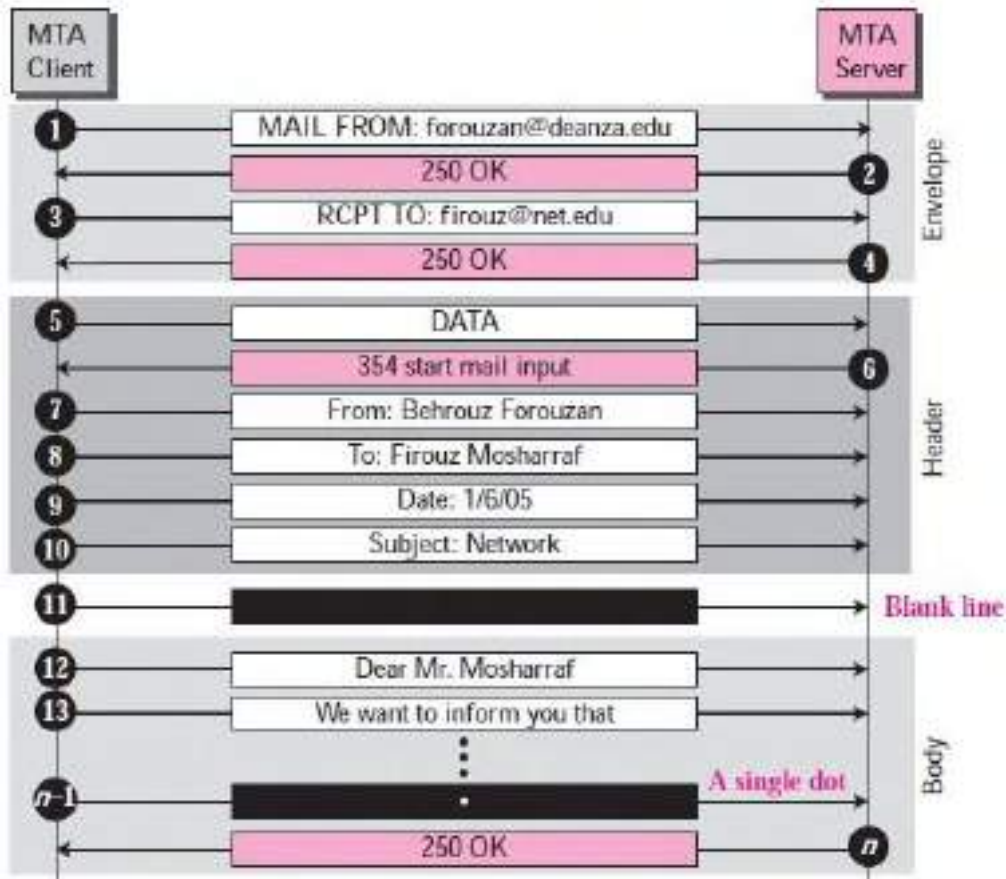 MTA
Client
MTA
Server
1
MAIL FROM: forouzan@deanza.edu
250 OK
2
3
RCPT TO: firouz@net.edu
250 OK
4
Envelope
5
DATA
354 start mail input
6
7
From: Behrouz Forouzan
8
To: Firouz Mosharraf
9
Date: 1/6/05
10
Subject: Network
Header
11
Blank line
12
Dear Mr. Mosharraf
13
We want to inform you that
n–1
.
A single dot
250 OK
n
Body